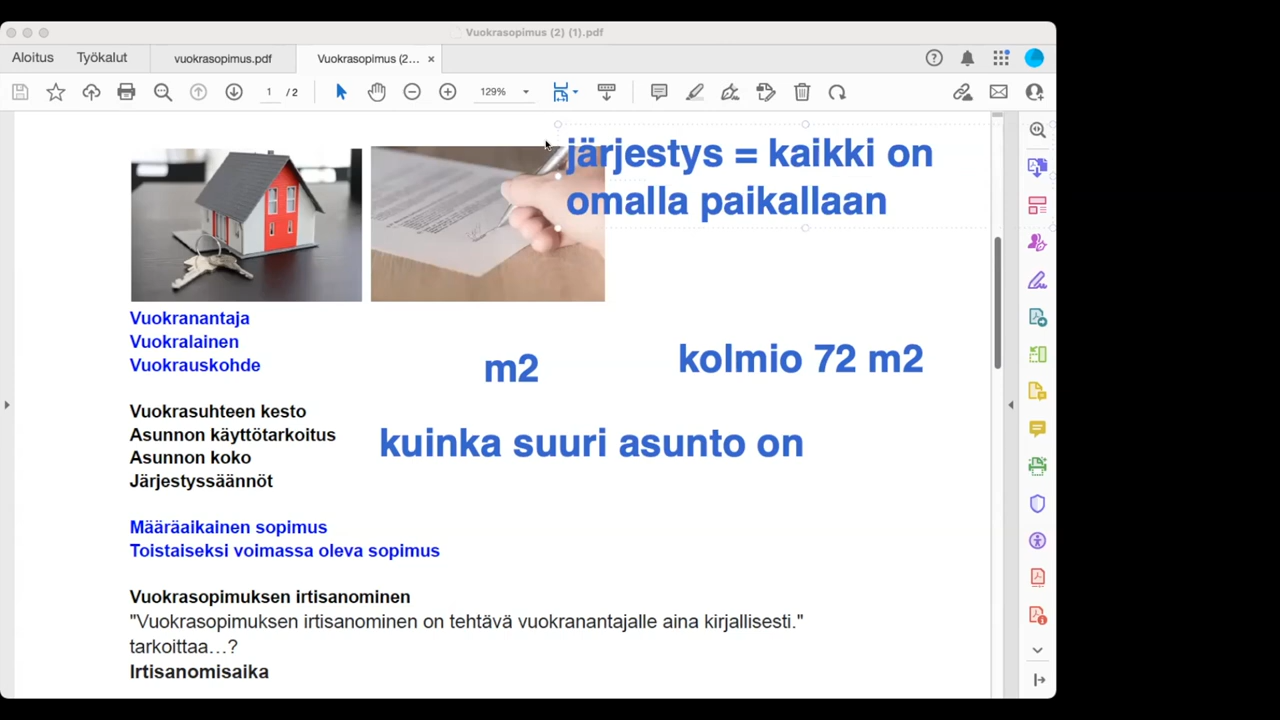 Vuokrasopimus (2) (1).pdf
Aloitus
Työkalut
vuokrasopimus.pdf
Vuokrasopimus (2...
1 / 2
129%
järjestys = kaikki on
omalla paikallaan
Vuokranantaja
Vuokralainen
Vuokrauskohde
m2
kolmio 72 m2
Vuokrasuhteen kesto
Asunnon käyttötarkoitus
Asunnon koko
Järjestyssäännöt
kuinka suuri asunto on
Määräaikainen sopimus
Toistaiseksi voimassa oleva sopimus
Vuokrasopimuksen irtisanominen
"Vuokrasopimuksen irtisanominen on tehtävä vuokranantajalle aina kirjallisesti."
tarkoittaa…?
Irtisanomisaika